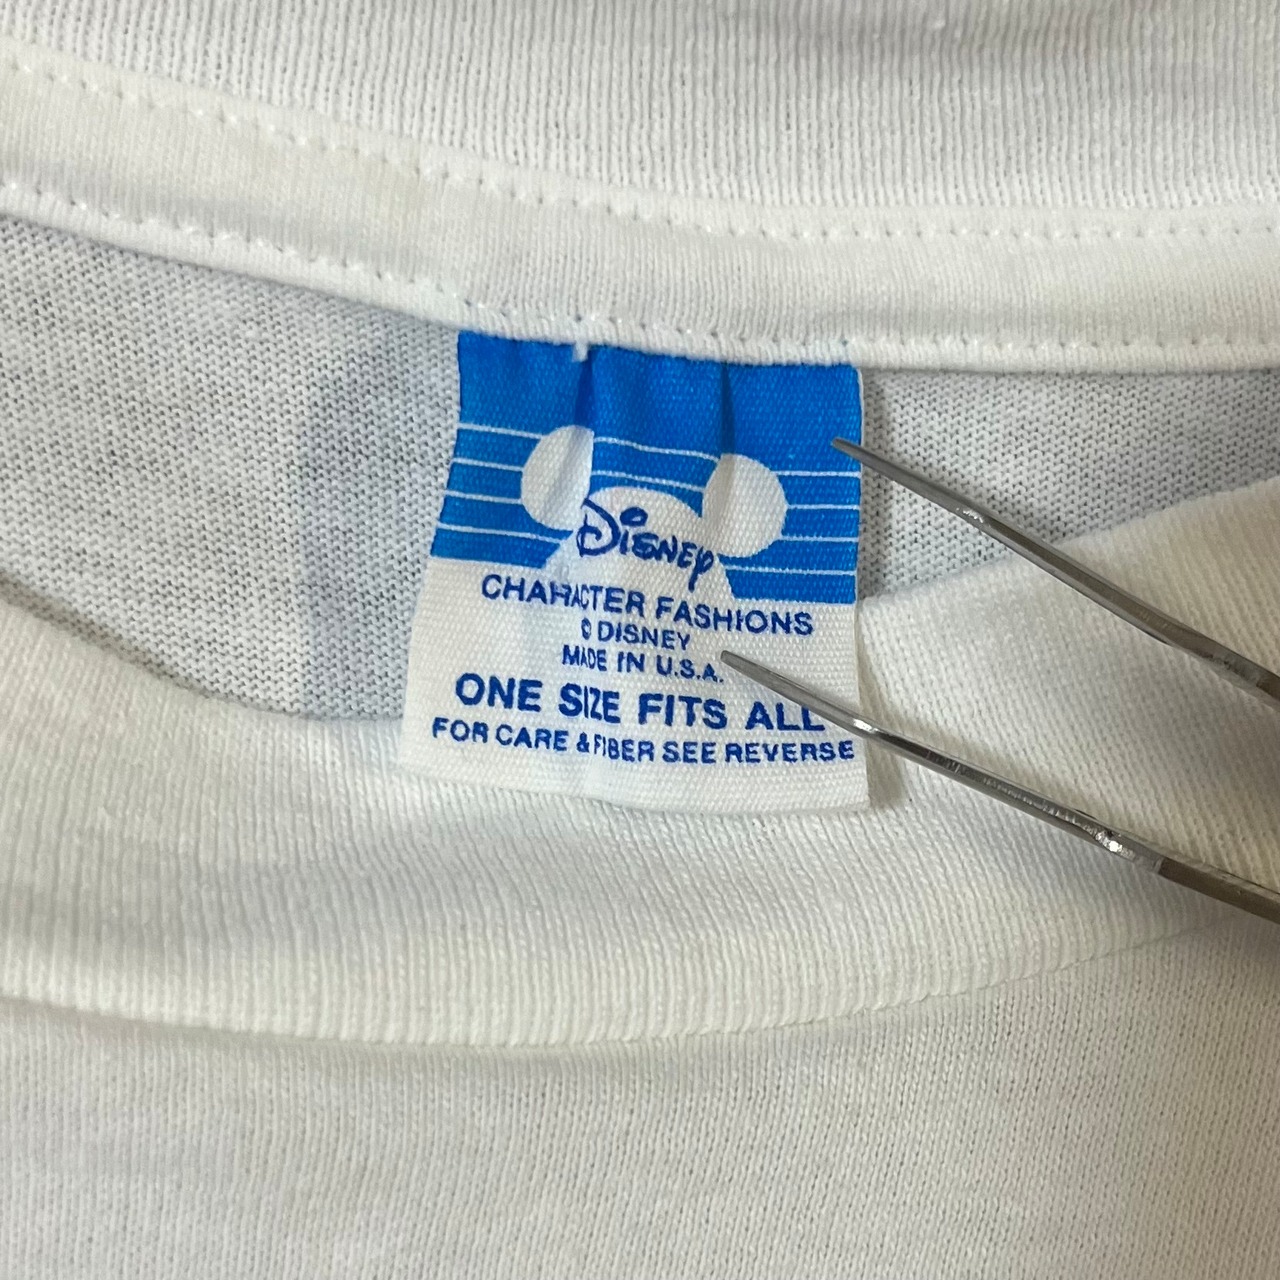 Disney
CHARACTER FASHIONS
© DISNEY
MADE IN U.S.A.
ONE SIZE FITS ALL
FOR CARE & FIBER SEE REVERSE